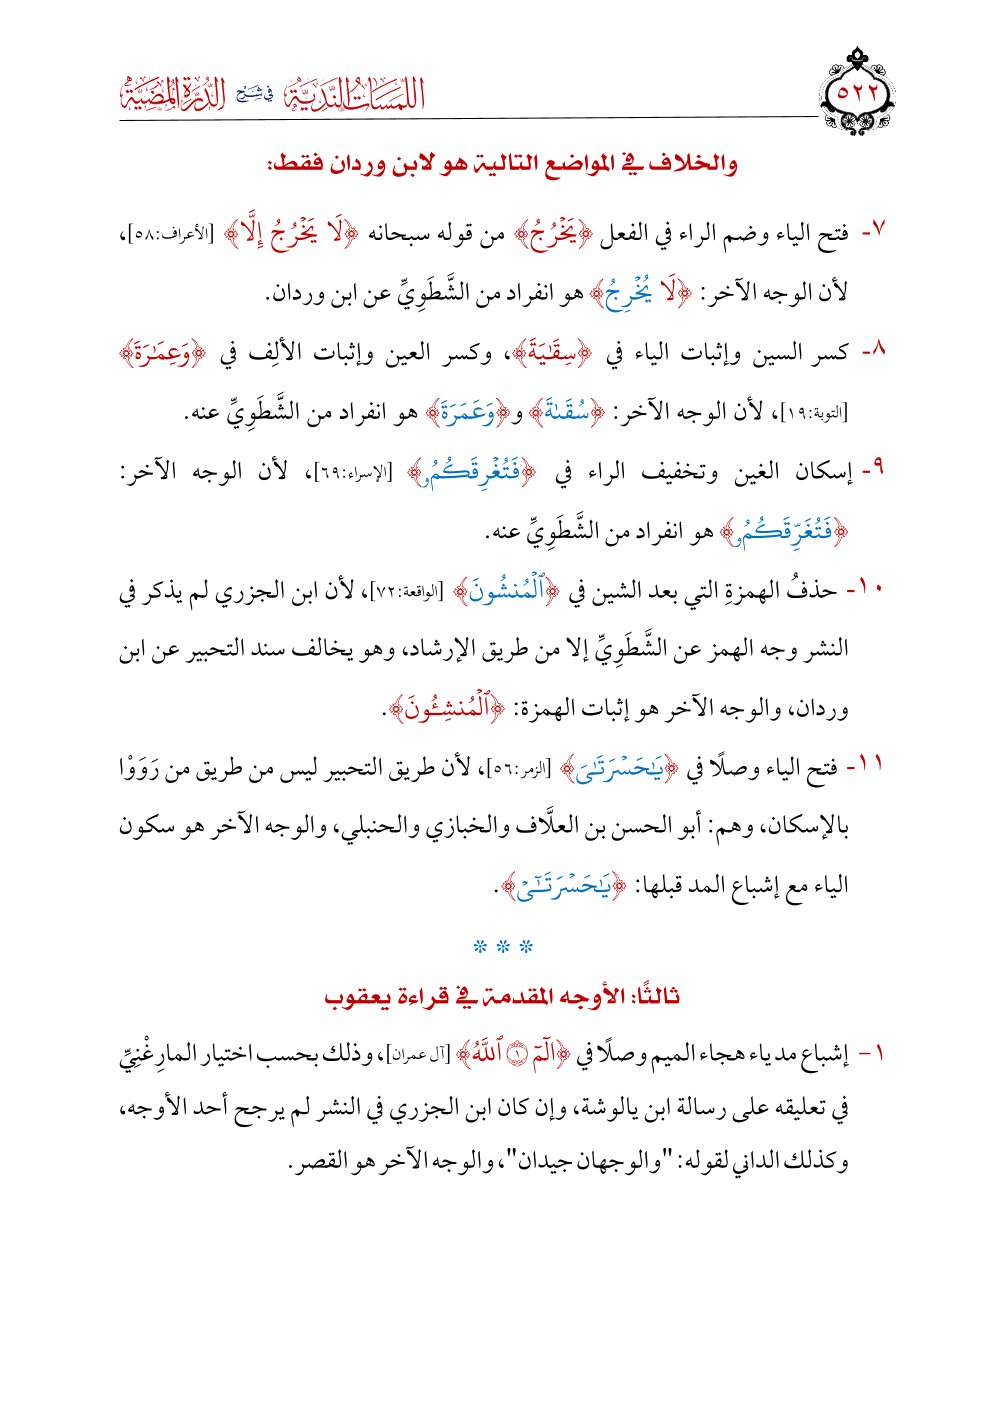 اللمسات الندية في شرح الدرة المضية
٥٢٢
والخلاف في المواضع التالية هو لابن وردان فقط:
٧- فتح الياء وضم الراء في الفعل ﴿يَخْرُجُ﴾ من قوله سبحانه ﴿لَا يَخْرُجُ إِلَّا﴾ [الأعراف:٥٨]،
لأن الوجه الآخر: ﴿لَا يُخْرِجُ﴾ هو انفراد من الشَّطَوِيِّ عن ابن وردان.
٨- كسر السين وإثبات الياء في ﴿سِقَايَةَ﴾، وكسر العين وإثبات الألِف في ﴿وَعِمَٰرَةَ﴾
[التوبة:١٩]، لأن الوجه الآخر: ﴿سُقَىٰةَ﴾ و﴿وَعَمَرَةَ﴾ هو انفراد من الشَّطَوِيِّ عنه.
٩- إسكان الغين وتخفيف الراء في ﴿فَتُغْرِقَكُمُۥ﴾ [الإسراء:٦٩]، لأن الوجه الآخر:
﴿فَتُغَرِّقَكُمُۥ﴾ هو انفراد من الشَّطَوِيِّ عنه.
١٠- حذفُ الهمزةِ التي بعد الشين في ﴿ٱلْمُنشُونَ﴾ [الواقعة:٧٢]، لأن ابن الجزري لم يذكر في
النشر وجه الهمز عن الشَّطَوِيِّ إلا من طريق الإرشاد، وهو يخالف سند التحبير عن ابن
وردان، والوجه الآخر هو إثبات الهمزة: ﴿ٱلْمُنشِـُٔونَ﴾.
١١- فتح الياء وصلًا في ﴿يَٰحَسْرَتَٰىَ﴾ [الزمر:٥٦]، لأن طريق التحبير ليس من طريق من رَوَوْا
بالإسكان، وهم: أبو الحسن بن العلَّاف والخبازي والحنبلي، والوجه الآخر هو سكون
الياء مع إشباع المد قبلها: ﴿يَٰحَسْرَتَٰٓىْ﴾.
* * *
ثالثًا: الأوجه المقدمة في قراءة يعقوب
١- إشباع مد ياء هجاء الميم وصلًا في ﴿الٓمٓ ۝١ ٱللَّهُ﴾ [آل عمران]، وذلك بحسب اختيار المارِغْنِيِّ
في تعليقه على رسالة ابن يالوشة، وإن كان ابن الجزري في النشر لم يرجح أحد الأوجه،
وكذلك الداني لقوله: "والوجهان جيدان"، والوجه الآخر هو القصر.